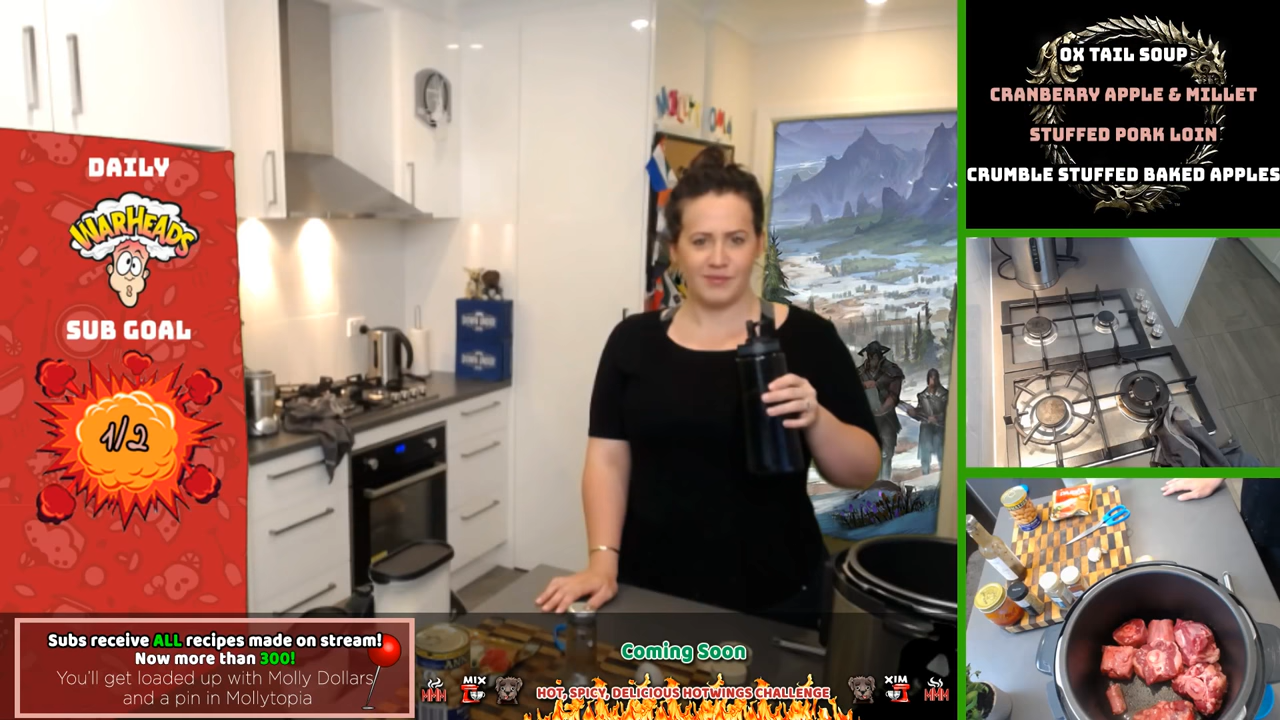 DAILY
WARHEADS
SUB GOAL
1/2
OX TAIL SOUP
CRANBERRY APPLE & MILLET
STUFFED PORK LOIN
CRUMBLE STUFFED BAKED APPLES
Subs receive ALL recipes made on stream!
Now more than 300!
You'll get loaded up with Molly Dollars
and a pin in Mollytopia
Coming Soon
MIX
HOT, SPICY, DELICIOUS HOTWINGS CHALLENGE
XIM